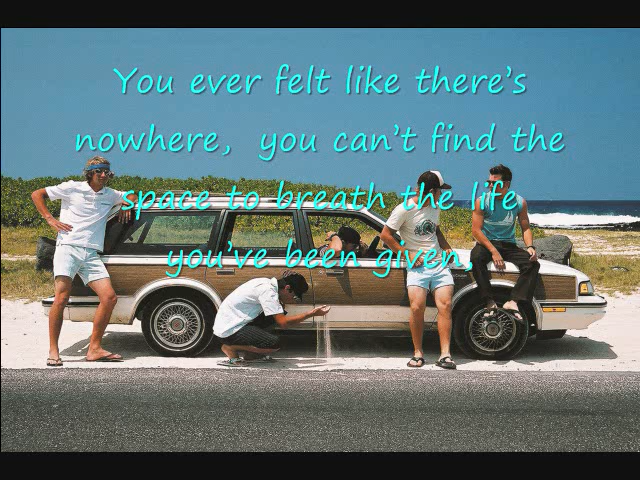 You ever felt like there's
nowhere, you can't find the
space to breath the life
you've been given,